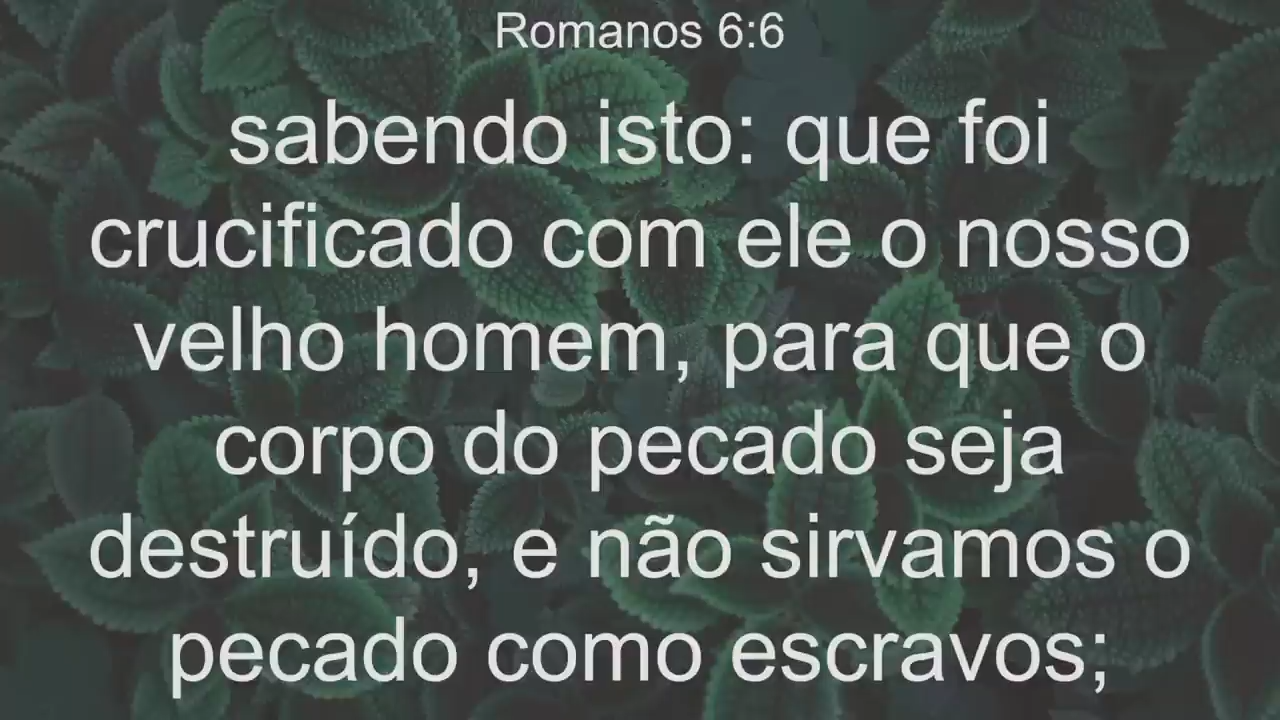 Romanos 6:6
sabendo isto: que foi
crucificado com ele o nosso
velho homem, para que o
corpo do pecado seja
destruído, e não sirvamos o
pecado como escravos;